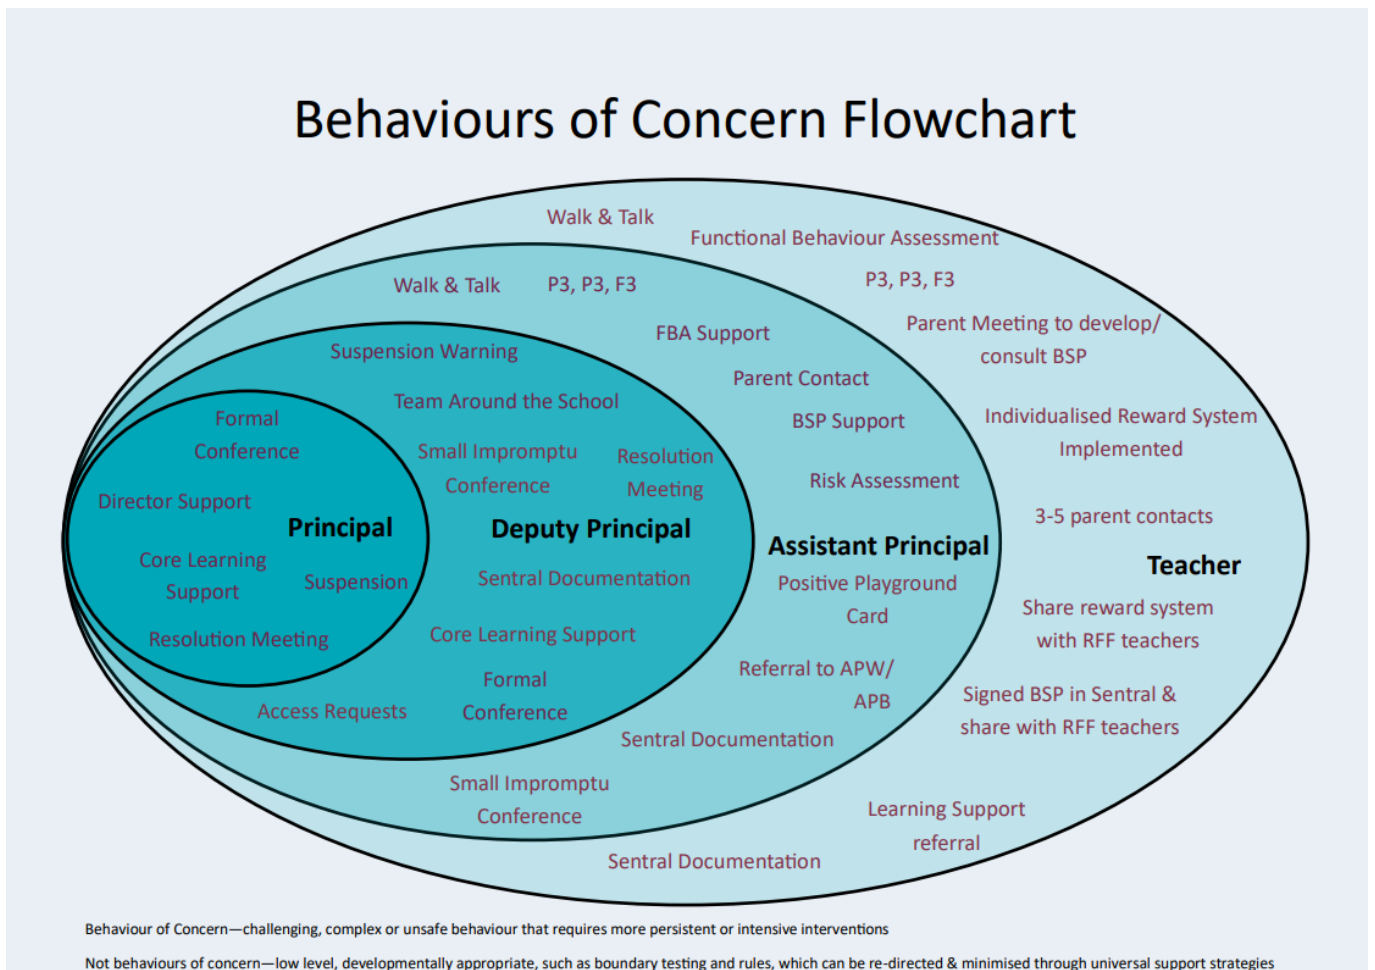 Behaviours of Concern Flowchart
Walk & Talk
Functional Behaviour Assessment
P3, P3, F3
Parent Meeting to develop/
consult BSP
Individualised Reward System
Implemented
3-5 parent contacts
Teacher
Share reward system
with RFF teachers
Signed BSP in Sentral &
share with RFF teachers
Learning Support
referral
Sentral Documentation
Walk & Talk
P3, P3, F3
FBA Support
Parent Contact
BSP Support
Risk Assessment
Assistant Principal
Positive Playground
Card
Referral to APW/
APB
Sentral Documentation
Small Impromptu
Conference
Suspension Warning
Team Around the School
Small Impromptu
Conference
Resolution
Meeting
Deputy Principal
Sentral Documentation
Core Learning Support
Formal
Conference
Access Requests
Formal
Conference
Director Support
Principal
Core Learning
Support
Suspension
Resolution Meeting
Behaviour of Concern—challenging, complex or unsafe behaviour that requires more persistent or intensive interventions
Not behaviours of concern—low level, developmentally appropriate, such as boundary testing and rules, which can be re-directed & minimised through universal support strategies